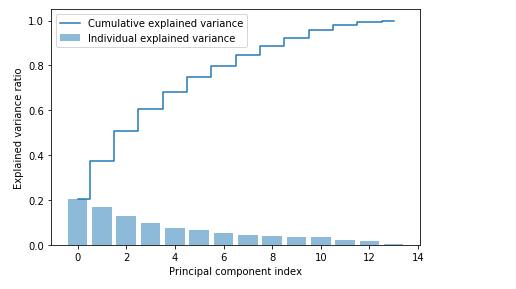 Cumulative explained variance
Individual explained variance
1.0
0.8
0.6
0.4
0.2
0.0
Explained variance ratio
0 2 4 6 8 10 12 14
Principal component index